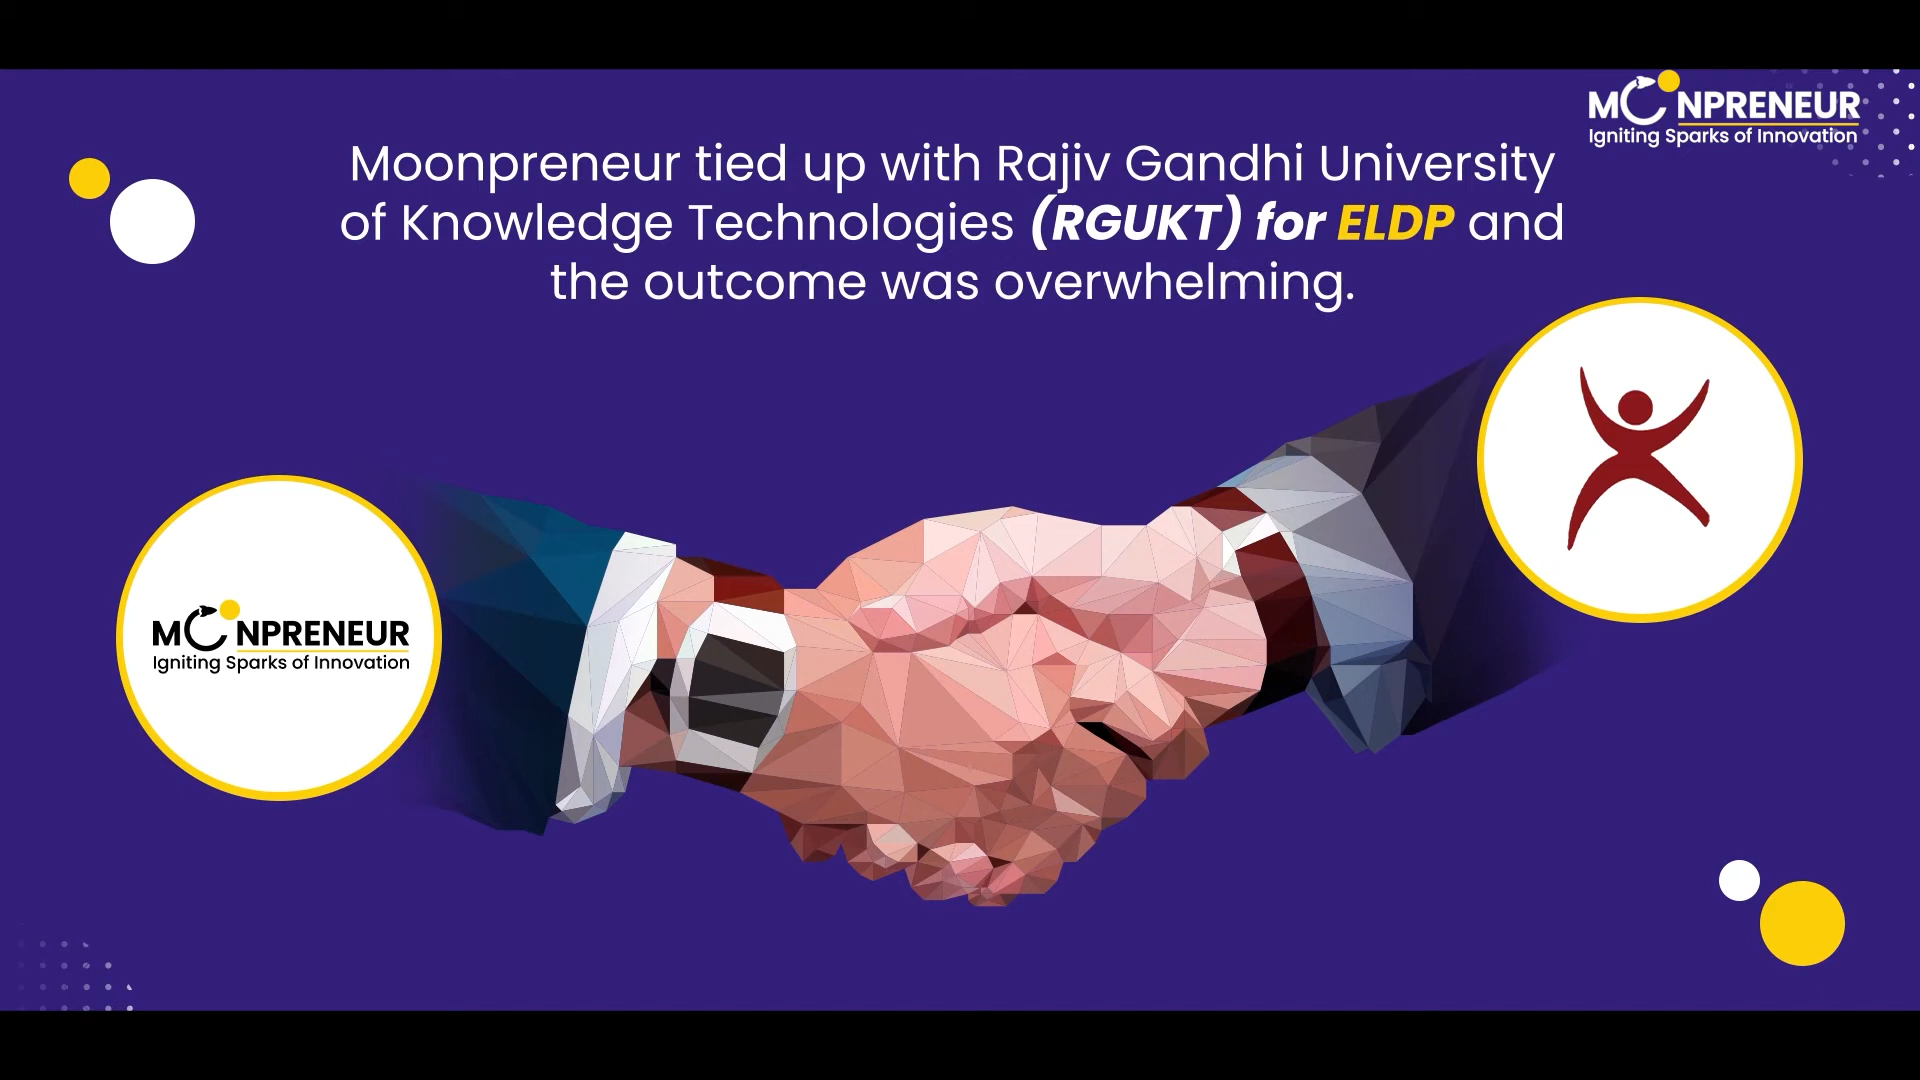 MOONPRENEUR
Igniting Sparks of Innovation
Moonpreneur tied up with Rajiv Gandhi University
of Knowledge Technologies (RGUKT) for ELDP and
the outcome was overwhelming.
MOONPRENEUR
Igniting Sparks of Innovation